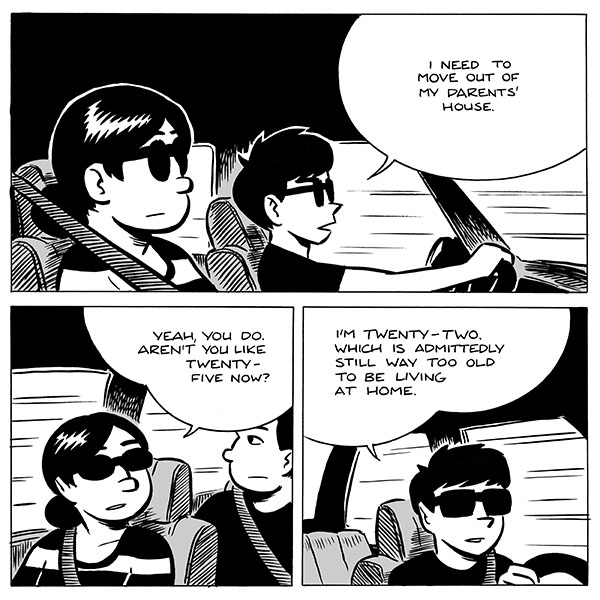 I NEED TO
MOVE OUT OF
MY PARENTS'
HOUSE.
YEAH, YOU DO.
AREN'T YOU LIKE
TWENTY-
FIVE NOW?
I'M TWENTY-TWO.
WHICH IS ADMITTEDLY
STILL WAY TOO OLD
TO BE LIVING
AT HOME.